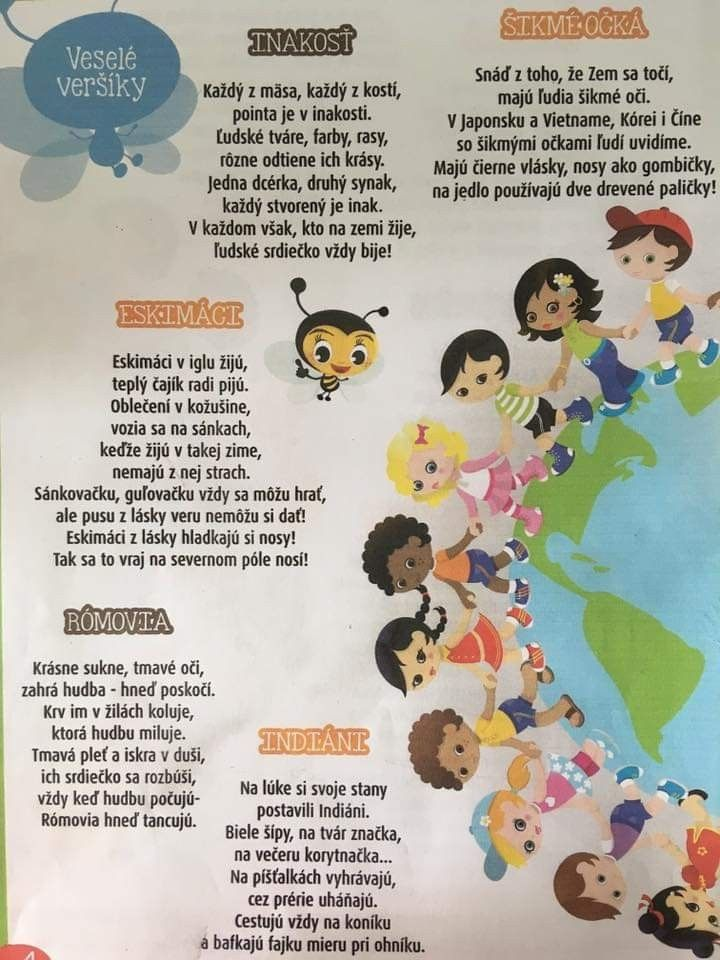 Veselé
veršíky
INAKOSŤ
Každý z mäsa, každý z kostí,
pointa je v inakosti.
Ľudské tváre, farby, rasy,
rôzne odtiene ich krásy.
Jedna dcérka, druhý synak,
každý stvorený je inak.
V každom však, kto na zemi žije,
ľudské srdiečko vždy bije!
ŠIKMÉ OČKÁ
Snáď z toho, že Zem sa točí,
majú ľudia šikmé oči.
V Japonsku a Vietname, Kórei i Číne
so šikmými očkami ľudí uvidíme.
Majú čierne vlásky, nosy ako gombičky,
na jedlo používajú dve drevené paličky!
ESKIMÁCI
Eskimáci v iglu žijú,
teplý čajík radi pijú.
Oblečení v kožušine,
vozia sa na sánkach,
keďže žijú v takej zime,
nemajú z nej strach.
Sánkovačku, guľovačku vždy sa môžu hrať,
ale pusu z lásky veru nemôžu si dať!
Eskimáci z lásky hladkajú si nosy!
Tak sa to vraj na severnom póle nosí!
RÓMOVIA
Krásne sukne, tmavé oči,
zahrá hudba - hneď poskočí.
Krv im v žilách koluje,
ktorá hudbu miluje.
Tmavá pleť a iskra v duši,
ich srdiečko sa rozbúši,
vždy keď hudbu počujú-
Rómovia hneď tancujú.
INDIÁNI
Na lúke si svoje stany
postavili Indiáni.
Biele šípy, na tvár značka,
na večeru korytnačka...
Na píšťalkách vyhrávajú,
cez prérie uháňajú.
Cestujú vždy na koníku
a bafkajú fajku mieru pri ohníku.
4